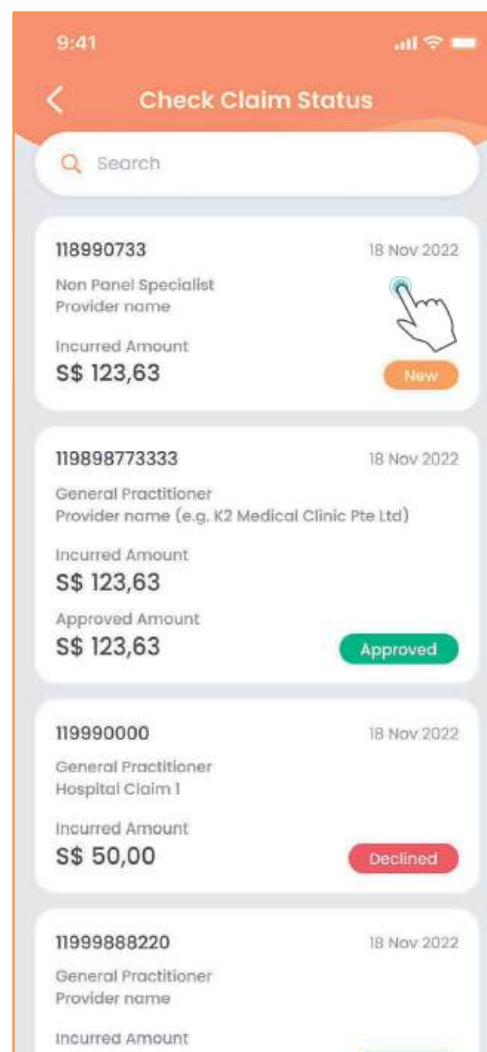 9:41
Check Claim Status
Search
118990733 18 Nov 2022
Non Panel Specialist
Provider name
Incurred Amount
S$ 123,63
New
119898773333 18 Nov 2022
General Practitioner
Provider name (e.g. K2 Medical Clinic Pte Ltd)
Incurred Amount
S$ 123,63
Approved Amount
S$ 123,63
Approved
119990000 18 Nov 2022
General Practitioner
Hospital Claim 1
Incurred Amount
S$ 50,00
Declined
11999888220 18 Nov 2022
General Practitioner
Provider name
Incurred Amount